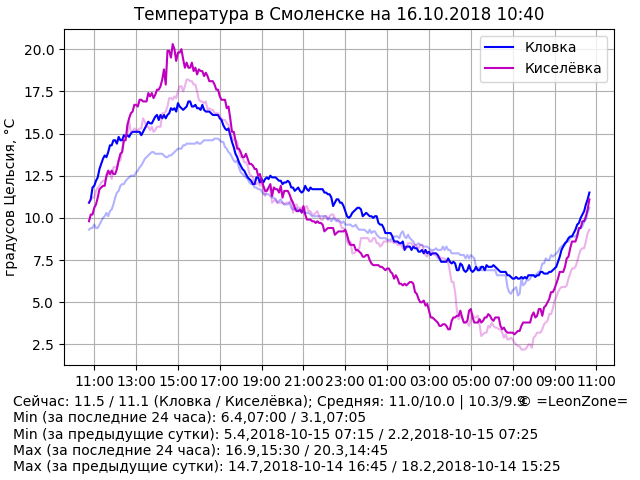 Температура в Смоленске на 16.10.2018 10:40
Кловка
Киселёвка
градусов Цельсия, °C
20.0
17.5
15.0
12.5
10.0
7.5
5.0
2.5
11:00 13:00 15:00 17:00 19:00 21:00 23:00 01:00 03:00 05:00 07:00 09:00 11:00
Сейчас: 11.5 / 11.1 (Кловка / Киселёвка); Средняя: 11.0/10.0 | 10.3/9.9 © =LeonZone=
Min (за последние 24 часа): 6.4,07:00 / 3.1,07:05
Min (за предыдущие сутки): 5.4,2018-10-15 07:15 / 2.2,2018-10-15 07:25
Max (за последние 24 часа): 16.9,15:30 / 20.3,14:45
Max (за предыдущие сутки): 14.7,2018-10-14 16:45 / 18.2,2018-10-14 15:25